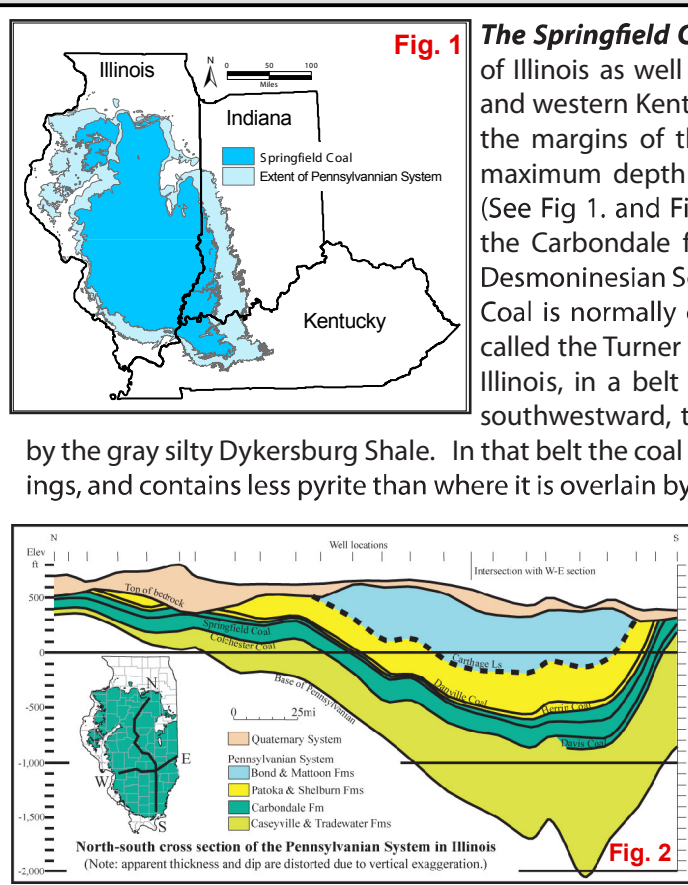 Fig. 1
Illinois
N
0 50 100
Miles
Indiana
Springfield Coal
Extent of Pennsylvannian System
Kentucky
The Springfield C
of Illinois as well
and western Kent
the margins of th
maximum depth
(See Fig 1. and Fi
the Carbondale f
Desmoninesian Se
Coal is normally
called the Turner
Illinois, in a belt
southwestward, t
by the gray silty Dykersburg Shale. In that belt the coal
ings, and contains less pyrite than where it is overlain by
N
S
Elev
ft
Well locations
Intersection with W-E section
Top of bedrock
500
Springfield Coal
Colchester Coal
0
Carthage Ls
Base of Pennsylvanian
Danville Coal
Herrin Coal
Davis Coal
-500
-1,000
-1,500
-2,000
N
W
E
S
0 25mi
Quaternary System
Pennsylvanian System
Bond & Mattoon Fms
Patoka & Shelburn Fms
Carbondale Fm
Caseyville & Tradewater Fms
North-south cross section of the Pennsylvanian System in Illinois
(Note: apparent thickness and dip are distorted due to vertical exaggeration.)
Fig. 2